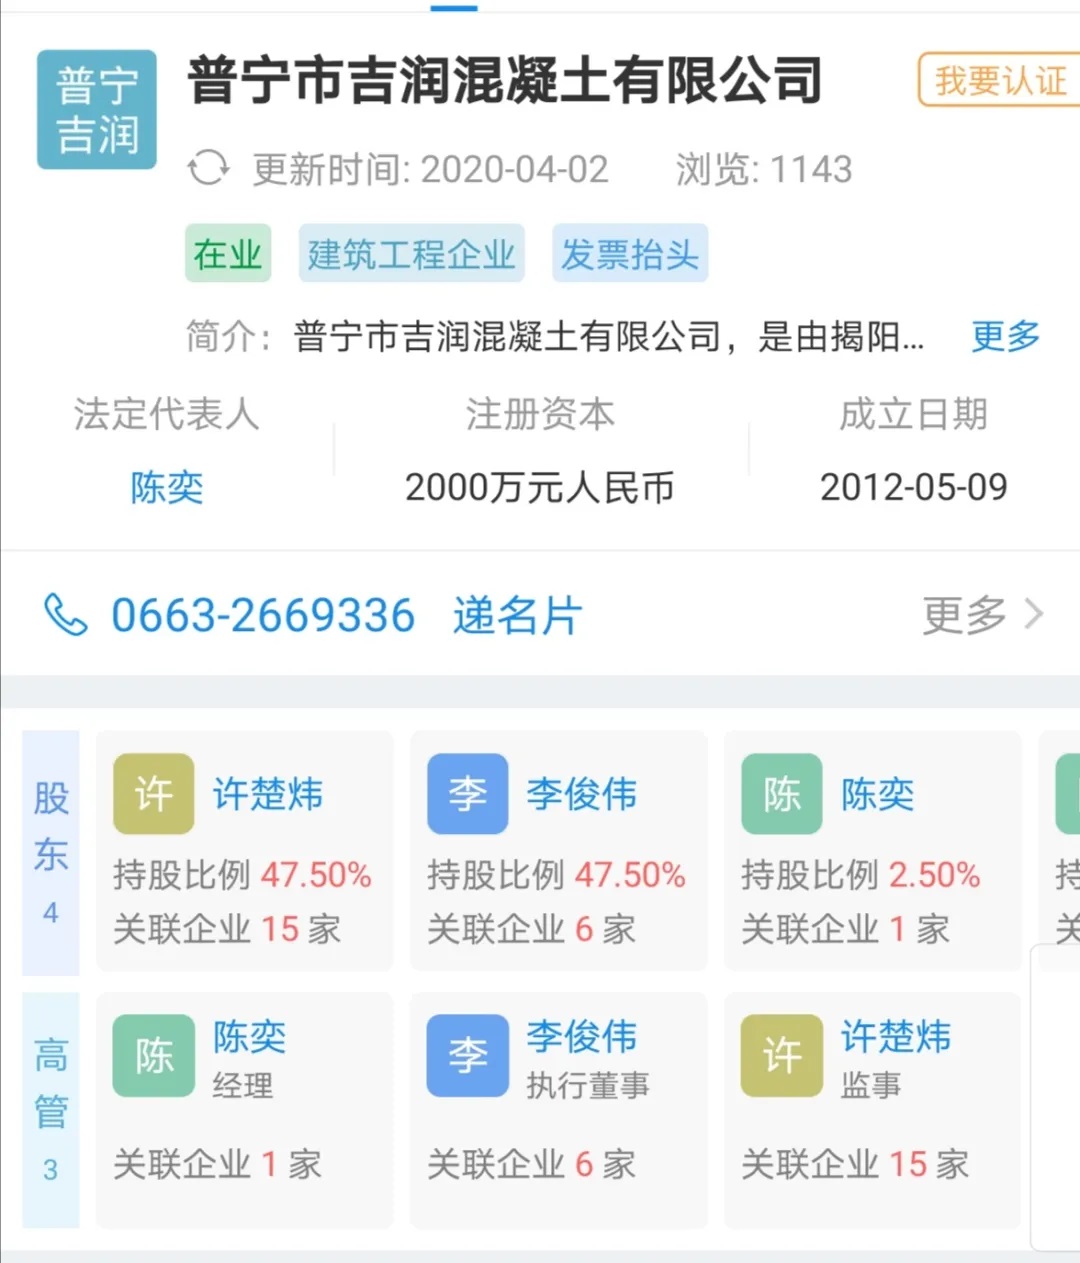 普宁
吉润
普宁市吉润混凝土有限公司
我要认证
更新时间: 2020-04-02 浏览: 1143
在业 建筑工程企业 发票抬头
简介： 普宁市吉润混凝土有限公司，是由揭阳... 更多
法定代表人 注册资本 成立日期
陈奕 2000万元人民币 2012-05-09
0663-2669336 递名片 更多
股东 4
许 许楚炜
持股比例 47.50%
关联企业 15 家
李 李俊伟
持股比例 47.50%
关联企业 6 家
陈 陈奕
持股比例 2.50%
关联企业 1 家
持
关
高管 3
陈 陈奕
经理
关联企业 1 家
李 李俊伟
执行董事
关联企业 6 家
许 许楚炜
监事
关联企业 15 家